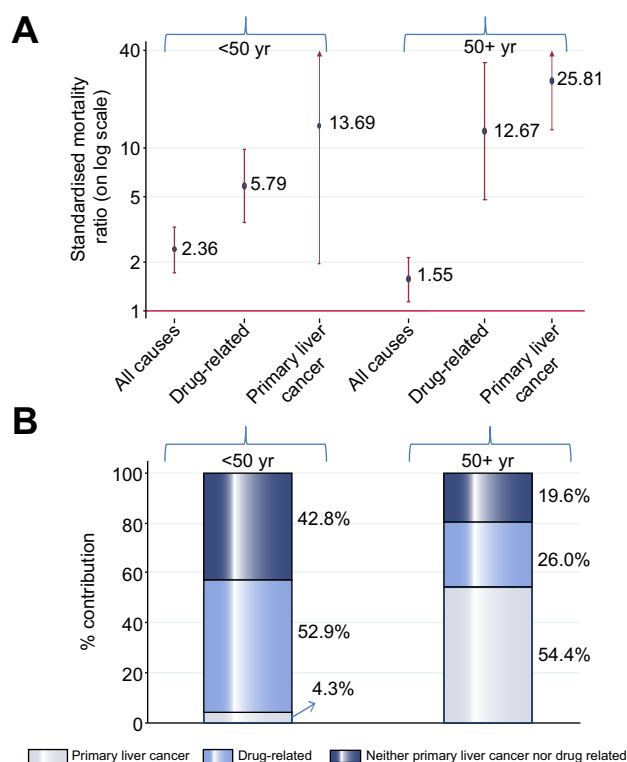 A
<50 yr
50+ yr
Standardised mortality
ratio (on log scale)
40
10
5
2
1
2.36
5.79
13.69
1.55
12.67
25.81
All causes
Drug-related
Primary liver
cancer
All causes
Drug-related
Primary liver
cancer
B
<50 yr
50+ yr
% contribution
100
80
60
40
20
0
42.8%
52.9%
4.3%
19.6%
26.0%
54.4%
Primary liver cancer
Drug-related
Neither primary liver cancer nor drug related